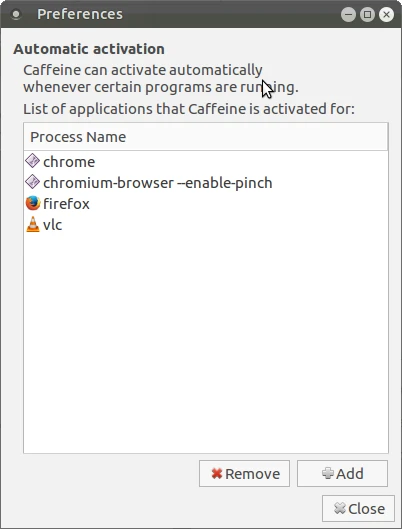 Preferences
Automatic activation
Caffeine can activate automatically
whenever certain programs are running.
List of applications that Caffeine is activated for:
Process Name
chrome
chromium-browser --enable-pinch
firefox
vlc
Remove
Add
Close